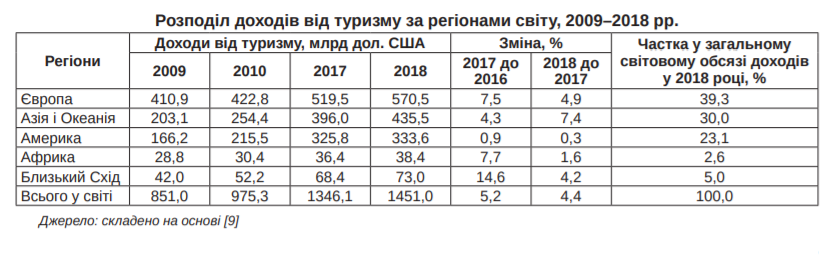 Розподіл доходів від туризму за регіонами світу, 2009–2018 рр.
Регіони Доходи від туризму, млрд дол. США Зміна, % Частка у загальному світовому обсязі доходів у 2018 році, %
2009 2010 2017 2018 2017 до 2016 2018 до 2017
Європа 410,9 422,8 519,5 570,5 7,5 4,9 39,3
Азія і Океанія 203,1 254,4 396,0 435,5 4,3 7,4 30,0
Америка 166,2 215,5 325,8 333,6 0,9 0,3 23,1
Африка 28,8 30,4 36,4 38,4 7,7 1,6 2,6
Близький Схід 42,0 52,2 68,4 73,0 14,6 4,2 5,0
Всього у світі 851,0 975,3 1346,1 1451,0 5,2 4,4 100,0
Джерело: складено на основі [9]